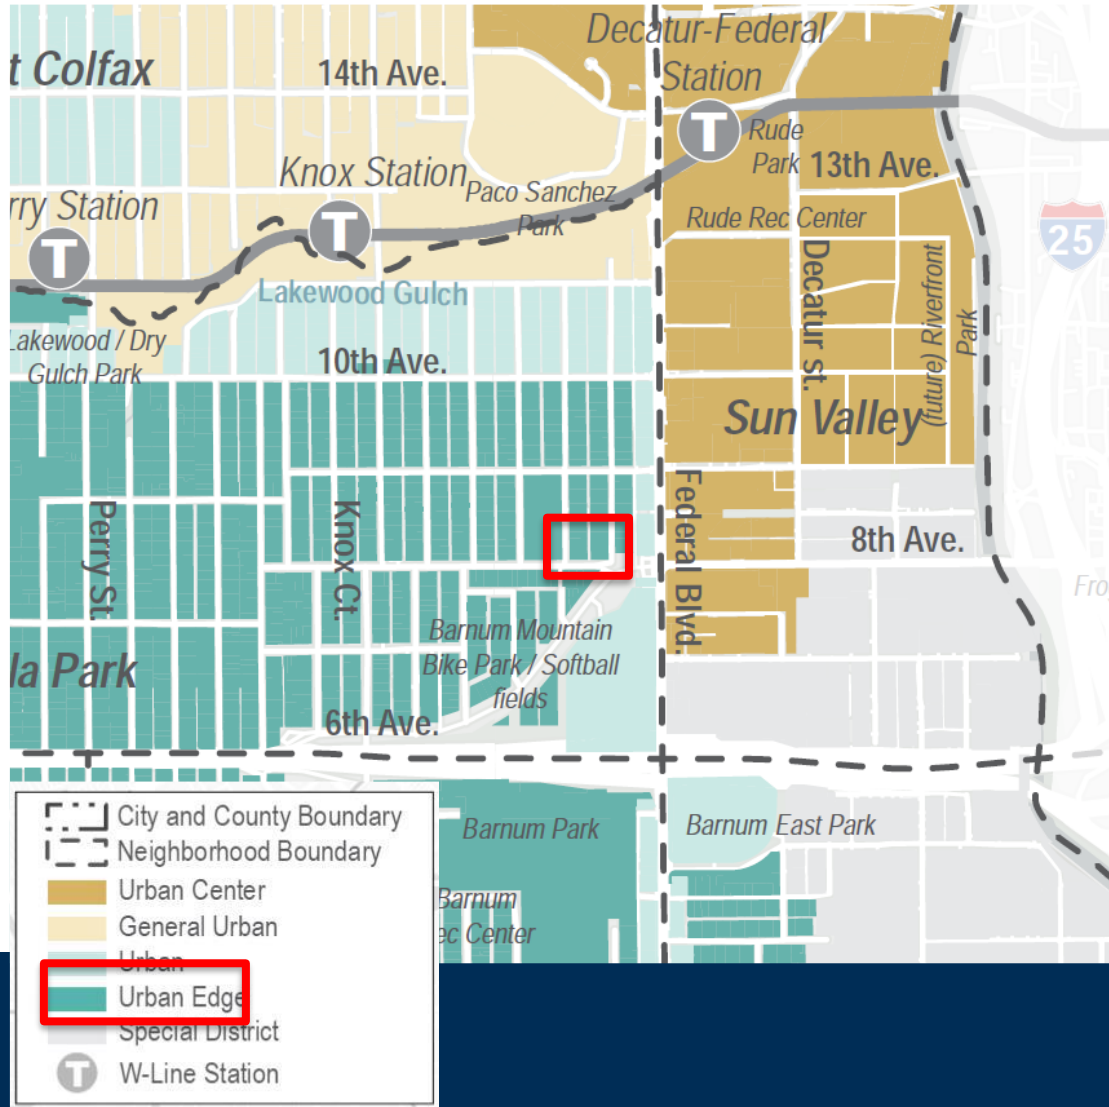 Decatur-Federal
Station
t Colfax
14th Ave.
T
Rude
Park
13th Ave.
Knox Station
Paco Sanchez
Park
rry Station
T
T
Rude Rec Center
25
Decatur st.
(future) Riverfront
Park
Lakewood Gulch
Lakewood / Dry
Gulch Park
10th Ave.
Sun Valley
Perry St.
Knox Ct.
Federal Blvd.
8th Ave.
Fro
Barnum Mountain
Bike Park / Softball
fields
la Park
6th Ave.
Barnum Park
Barnum East Park
Barnum
ec Center
City and County Boundary
Neighborhood Boundary
Urban Center
General Urban
Urban
Urban Edge
Special District
T
W-Line Station